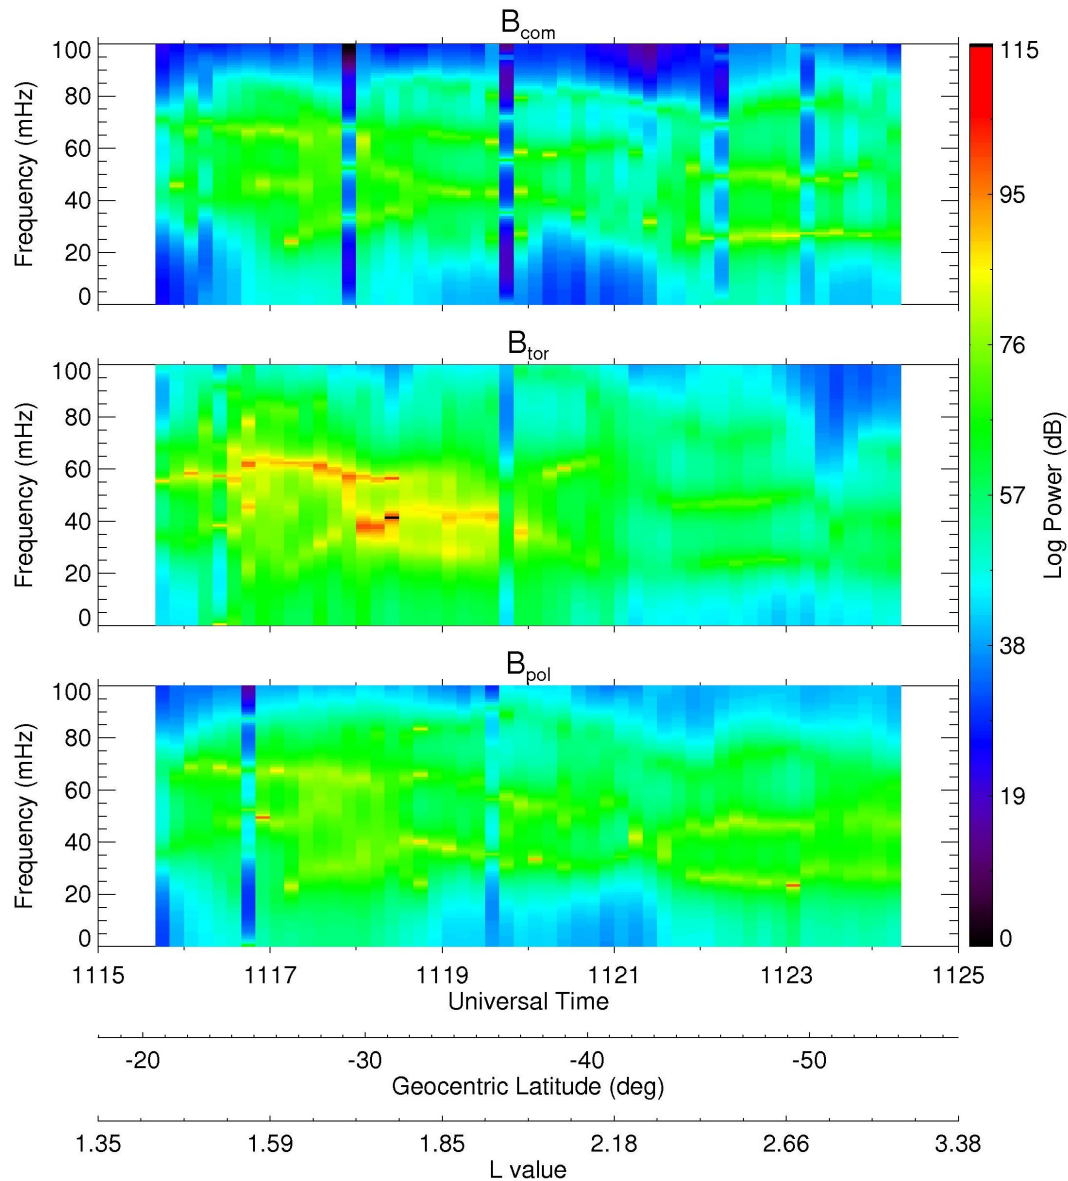 B_com
100
80
60
40
20
0
Frequency (mHz)
B_tor
100
80
60
40
20
0
Frequency (mHz)
B_pol
100
80
60
40
20
0
Frequency (mHz)
115
95
76
57
38
19
0
Log Power (dB)
1115 1117 1119 1121 1123 1125
Universal Time
-20 -30 -40 -50
Geocentric Latitude (deg)
1.35 1.59 1.85 2.18 2.66 3.38
L value